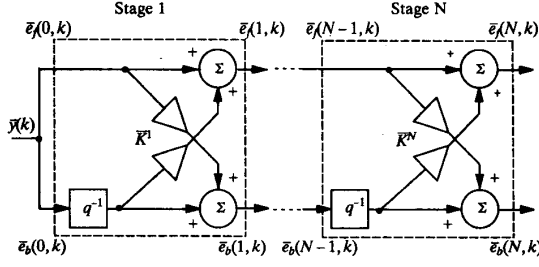 Stage 1 Stage N
ē_f(0, k) ē_f(1, k) ē_f(N−1, k) ē_f(N, k)
+ Σ + Σ
+ +
ȳ(k) K̄¹ K̄ᴺ
+ +
q⁻¹ + Σ q⁻¹ + Σ
ē_b(0, k) ē_b(1, k) ē_b(N−1, k) ē_b(N, k)